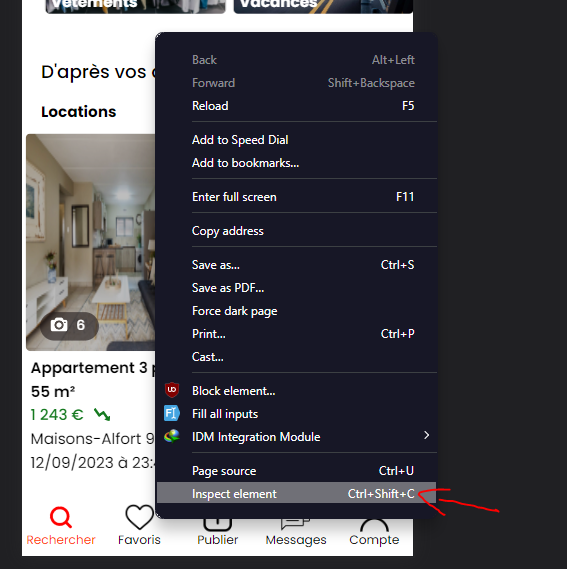 Vêtements
Vacances
D'après vos
Locations
Back Alt+Left
Forward Shift+Backspace
Reload F5
Add to Speed Dial
Add to bookmarks...
Enter full screen F11
Copy address
Save as... Ctrl+S
Save as PDF...
Force dark page
Print... Ctrl+P
Cast...
Block element...
Fill all inputs
IDM Integration Module
Page source Ctrl+U
Inspect element Ctrl+Shift+C
6
Appartement 3
55 m²
1 243 €
Maisons-Alfort 9
12/09/2023 à 23:
Rechercher
Favoris
Publier
Messages
Compte